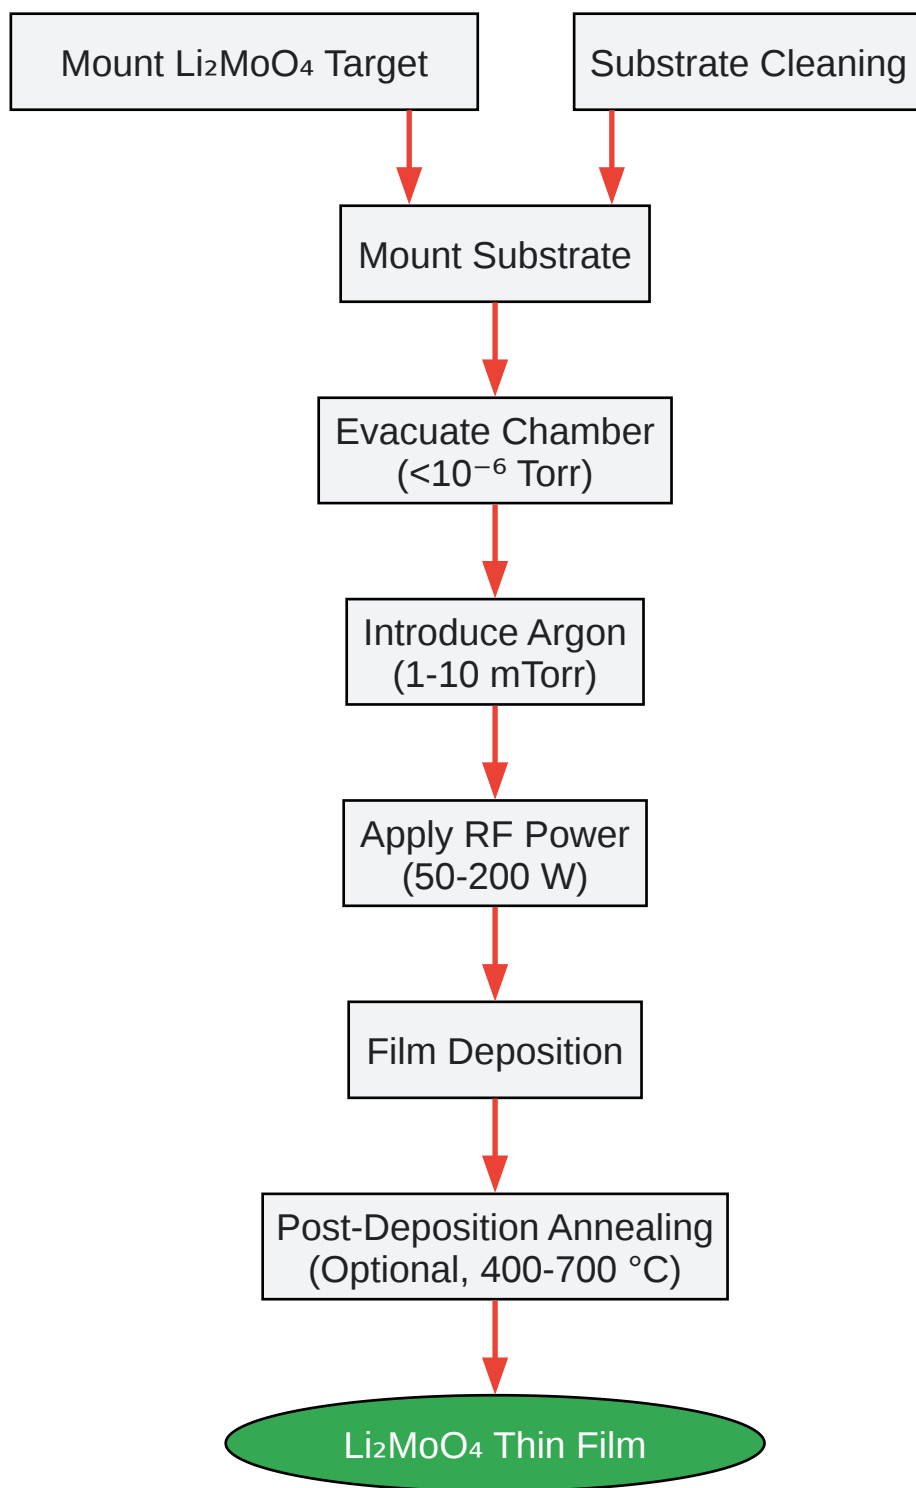 Mount Li₂MoO₄ Target
Substrate Cleaning
Mount Substrate
Evacuate Chamber
(<10⁻⁶ Torr)
Introduce Argon
(1-10 mTorr)
Apply RF Power
(50-200 W)
Film Deposition
Post-Deposition Annealing
(Optional, 400-700 °C)
Li₂MoO₄ Thin Film